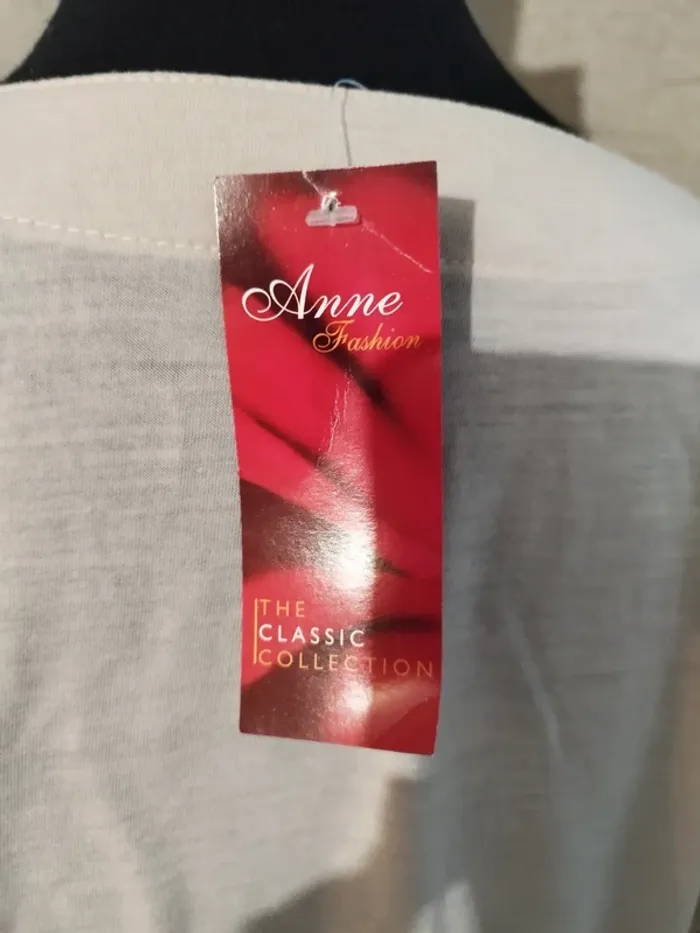 Anne
Fashion
THE
CLASSIC
COLLECTION